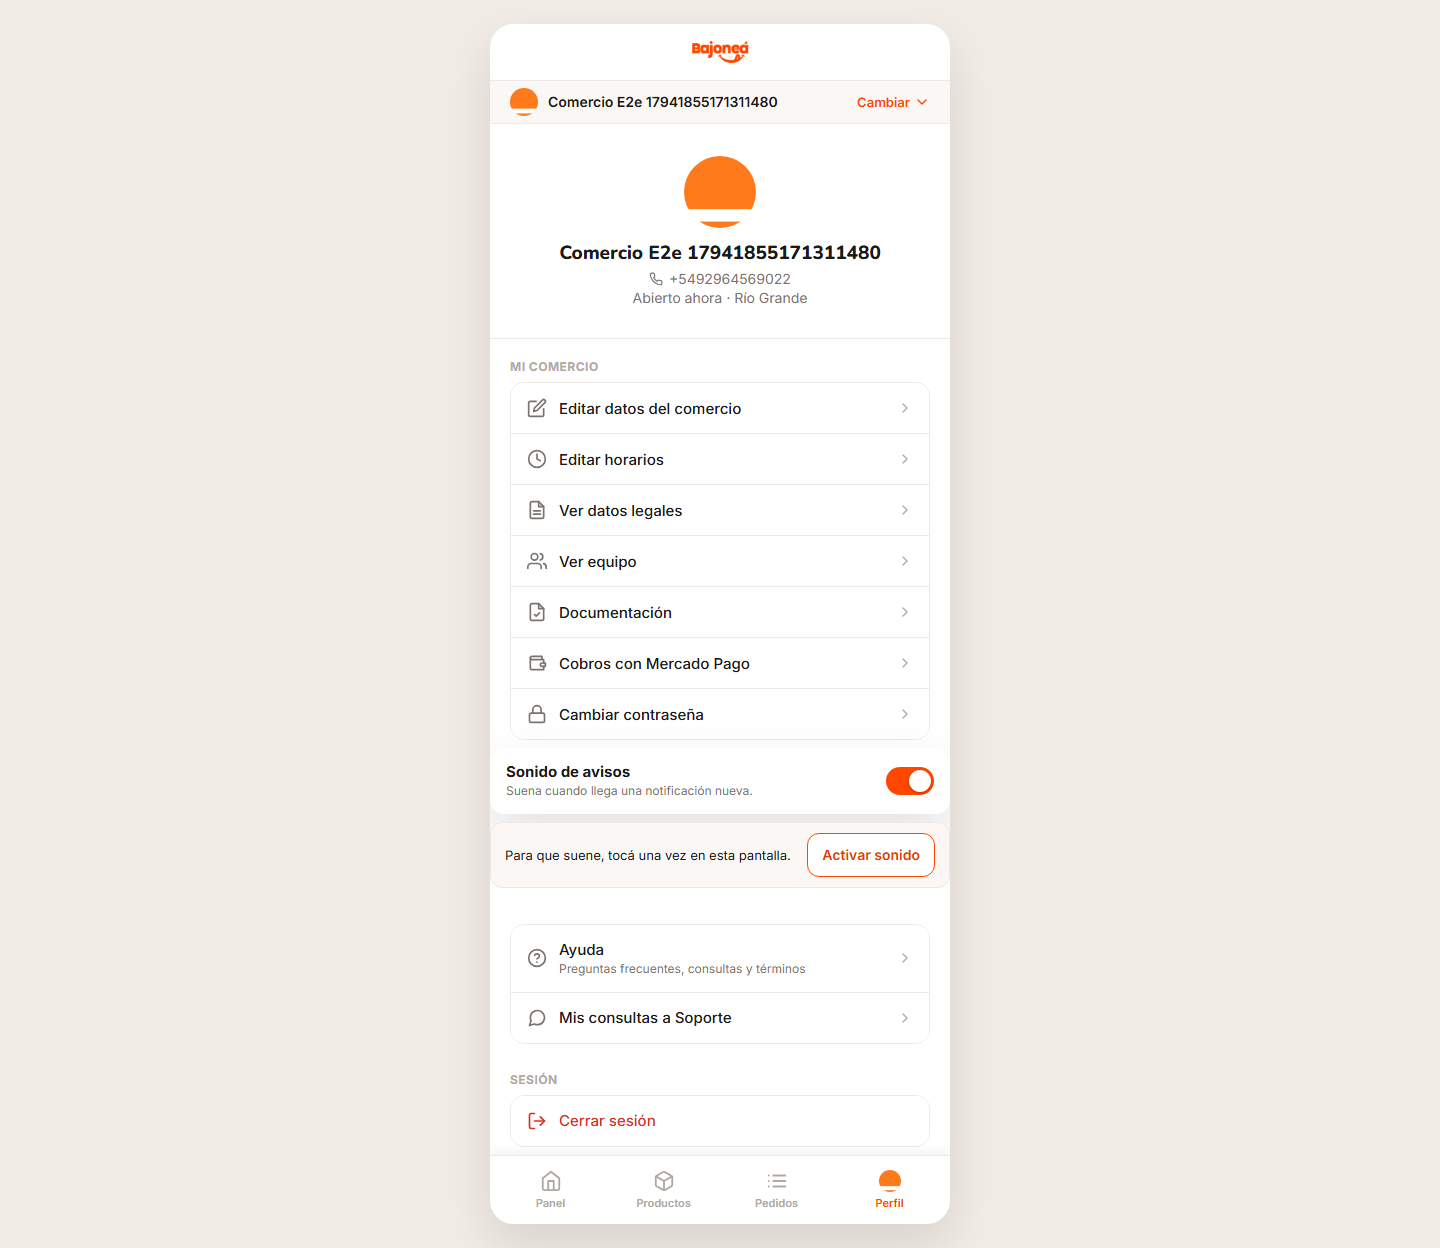 Bajoneá
Comercio E2e 17941855171311480
Cambiar
Comercio E2e 17941855171311480
+5492964569022
Abierto ahora · Río Grande
MI COMERCIO
Editar datos del comercio
Editar horarios
Ver datos legales
Ver equipo
Documentación
Cobros con Mercado Pago
Cambiar contraseña
Sonido de avisos
Suena cuando llega una notificación nueva.
Para que suene, tocá una vez en esta pantalla.
Activar sonido
Ayuda
Preguntas frecuentes, consultas y términos
Mis consultas a Soporte
SESIÓN
Cerrar sesión
Panel
Productos
Pedidos
Perfil